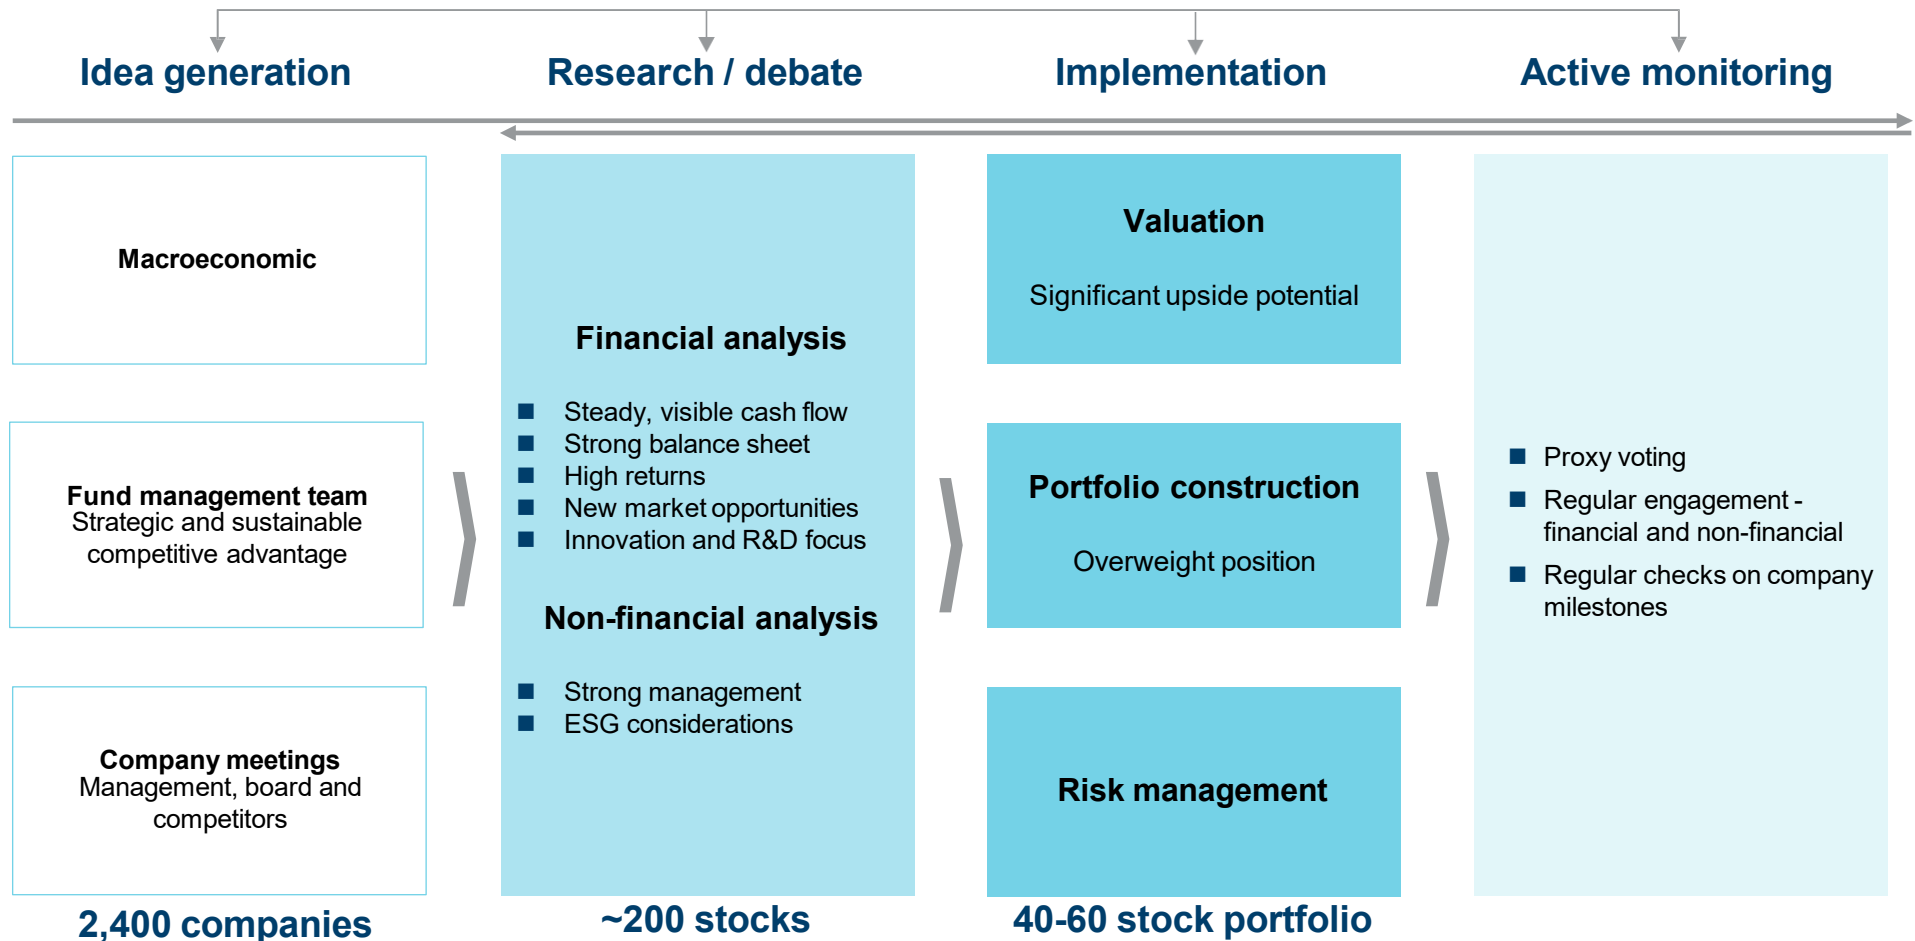 Idea generation
Research / debate
Implementation
Active monitoring
Macroeconomic
Fund management team
Strategic and sustainable
competitive advantage
Company meetings
Management, board and
competitors
2,400 companies
Financial analysis
■ Steady, visible cash flow
■ Strong balance sheet
■ High returns
■ New market opportunities
■ Innovation and R&D focus
Non-financial analysis
■ Strong management
■ ESG considerations
~200 stocks
Valuation
Significant upside potential
Portfolio construction
Overweight position
Risk management
40-60 stock portfolio
■ Proxy voting
■ Regular engagement -
financial and non-financial
■ Regular checks on company
milestones